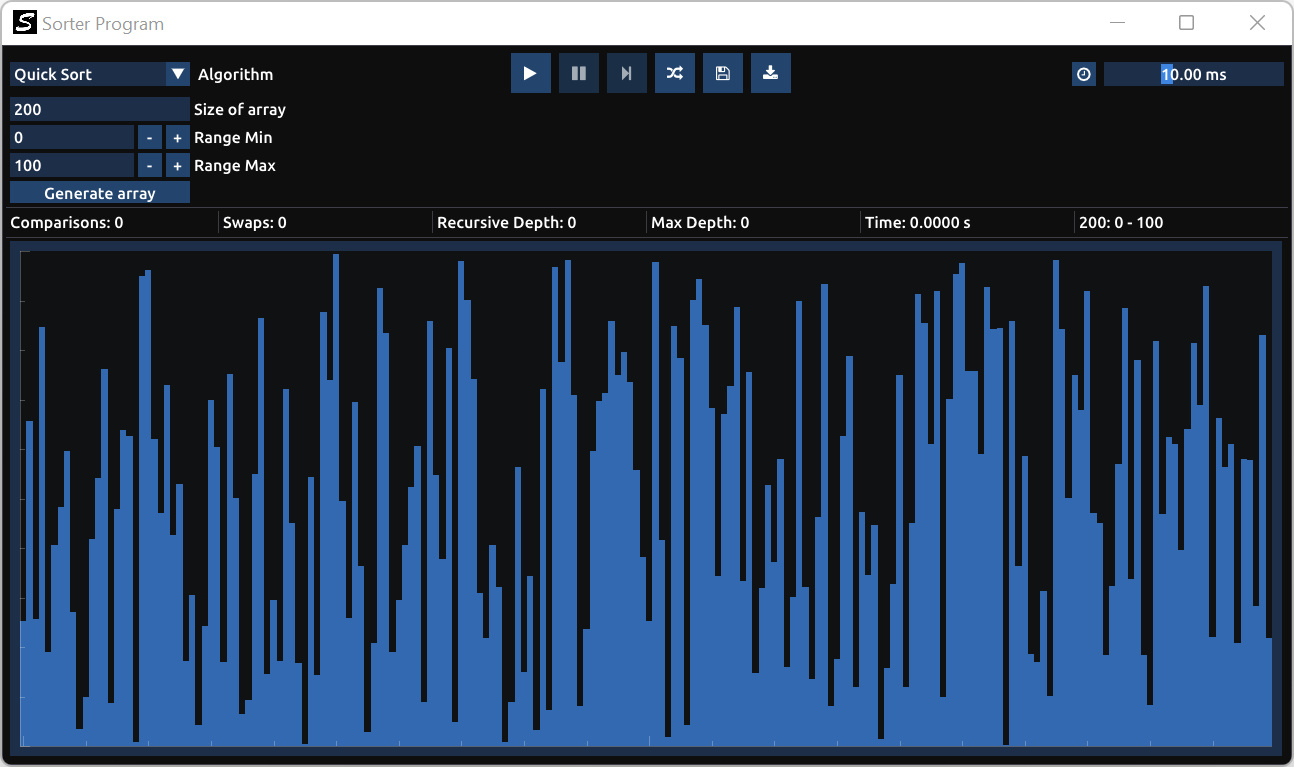 S Sorter Program
Quick Sort Algorithm 10.00 ms
200 Size of array
0 - + Range Min
100 - + Range Max
Generate array
Comparisons: 0 Swaps: 0 Recursive Depth: 0 Max Depth: 0 Time: 0.0000 s 200: 0 - 100